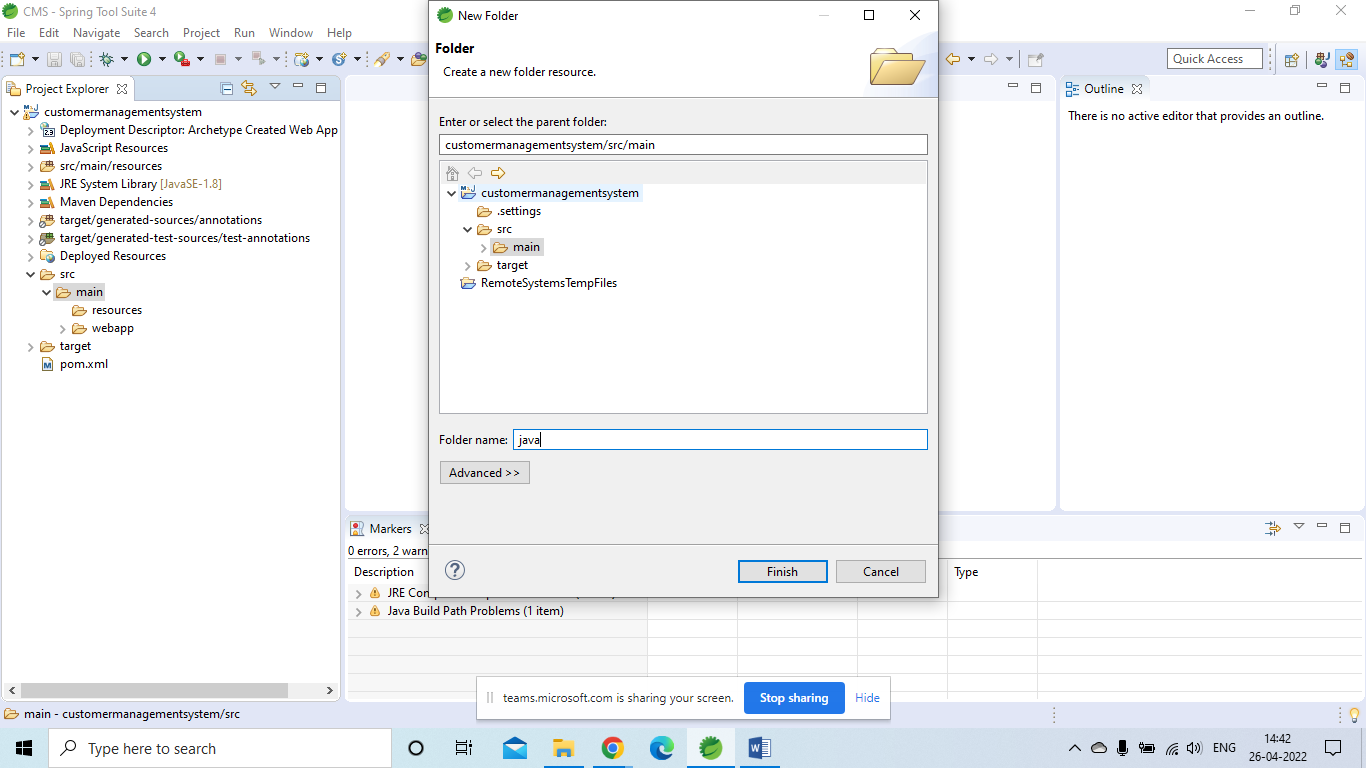 CMS - Spring Tool Suite 4
File Edit Navigate Search Project Run Window Help
Quick Access
Project Explorer
customermanagementsystem
Deployment Descriptor: Archetype Created Web App
JavaScript Resources
src/main/resources
JRE System Library [JavaSE-1.8]
Maven Dependencies
target/generated-sources/annotations
target/generated-test-sources/test-annotations
Deployed Resources
src
main
resources
webapp
target
pom.xml
New Folder
Folder
Create a new folder resource.
Enter or select the parent folder:
customermanagementsystem/src/main
customermanagementsystem
.settings
src
main
target
RemoteSystemsTempFiles
Folder name: java
Advanced >>
Finish Cancel
Outline
There is no active editor that provides an outline.
Markers
0 errors, 2 warn
Description Type
JRE Con
Java Build Path Problems (1 item)
teams.microsoft.com is sharing your screen. Stop sharing Hide
main - customermanagementsystem/src
Type here to search
ENG
14:42
26-04-2022